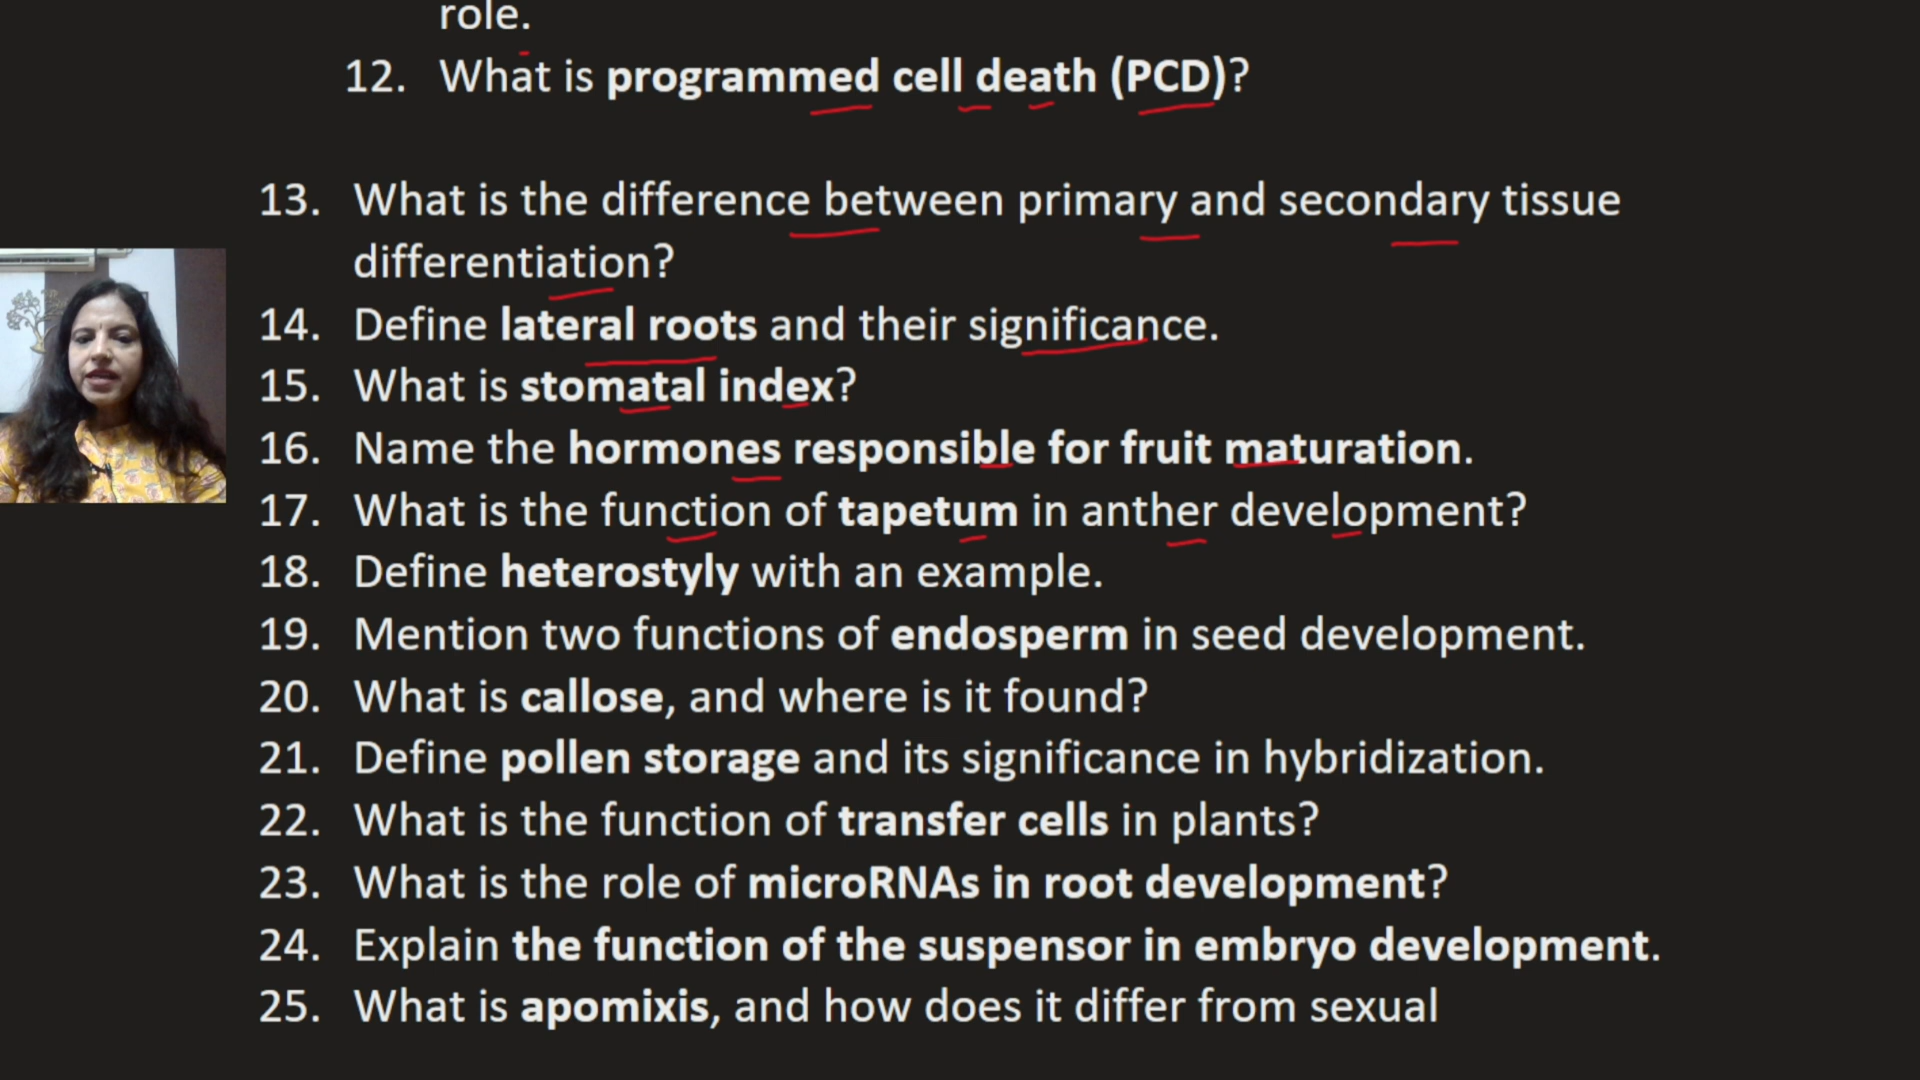 role.
12. What is programmed cell death (PCD)?
13. What is the difference between primary and secondary tissue
differentiation?
14. Define lateral roots and their significance.
15. What is stomatal index?
16. Name the hormones responsible for fruit maturation.
17. What is the function of tapetum in anther development?
18. Define heterostyly with an example.
19. Mention two functions of endosperm in seed development.
20. What is callose, and where is it found?
21. Define pollen storage and its significance in hybridization.
22. What is the function of transfer cells in plants?
23. What is the role of microRNAs in root development?
24. Explain the function of the suspensor in embryo development.
25. What is apomixis, and how does it differ from sexual